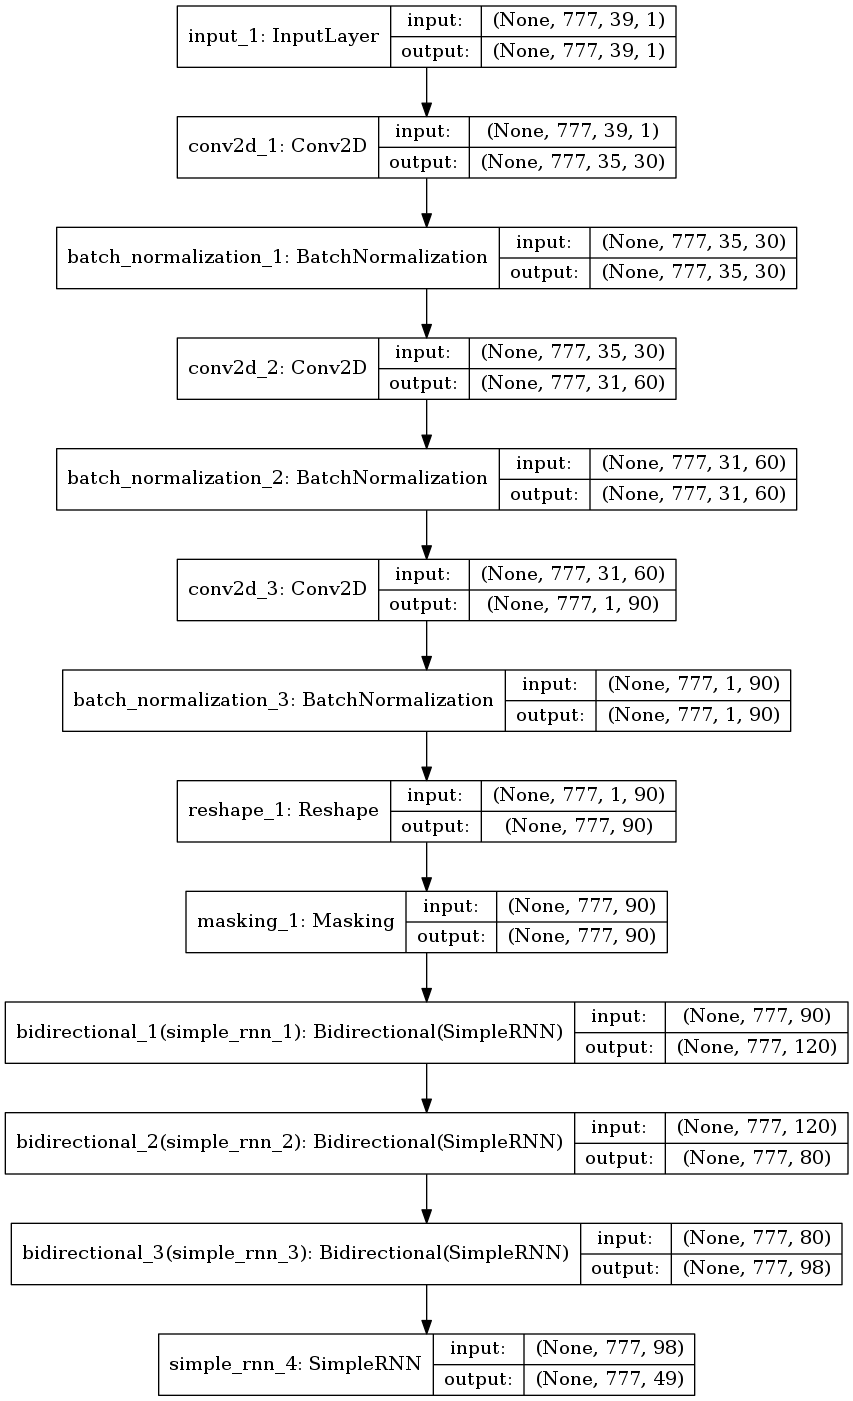 input_1: InputLayer
input: (None, 777, 39, 1)
output: (None, 777, 39, 1)
conv2d_1: Conv2D
input: (None, 777, 39, 1)
output: (None, 777, 35, 30)
batch_normalization_1: BatchNormalization
input: (None, 777, 35, 30)
output: (None, 777, 35, 30)
conv2d_2: Conv2D
input: (None, 777, 35, 30)
output: (None, 777, 31, 60)
batch_normalization_2: BatchNormalization
input: (None, 777, 31, 60)
output: (None, 777, 31, 60)
conv2d_3: Conv2D
input: (None, 777, 31, 60)
output: (None, 777, 1, 90)
batch_normalization_3: BatchNormalization
input: (None, 777, 1, 90)
output: (None, 777, 1, 90)
reshape_1: Reshape
input: (None, 777, 1, 90)
output: (None, 777, 90)
masking_1: Masking
input: (None, 777, 90)
output: (None, 777, 90)
bidirectional_1(simple_rnn_1): Bidirectional(SimpleRNN)
input: (None, 777, 90)
output: (None, 777, 120)
bidirectional_2(simple_rnn_2): Bidirectional(SimpleRNN)
input: (None, 777, 120)
output: (None, 777, 80)
bidirectional_3(simple_rnn_3): Bidirectional(SimpleRNN)
input: (None, 777, 80)
output: (None, 777, 98)
simple_rnn_4: SimpleRNN
input: (None, 777, 98)
output: (None, 777, 49)